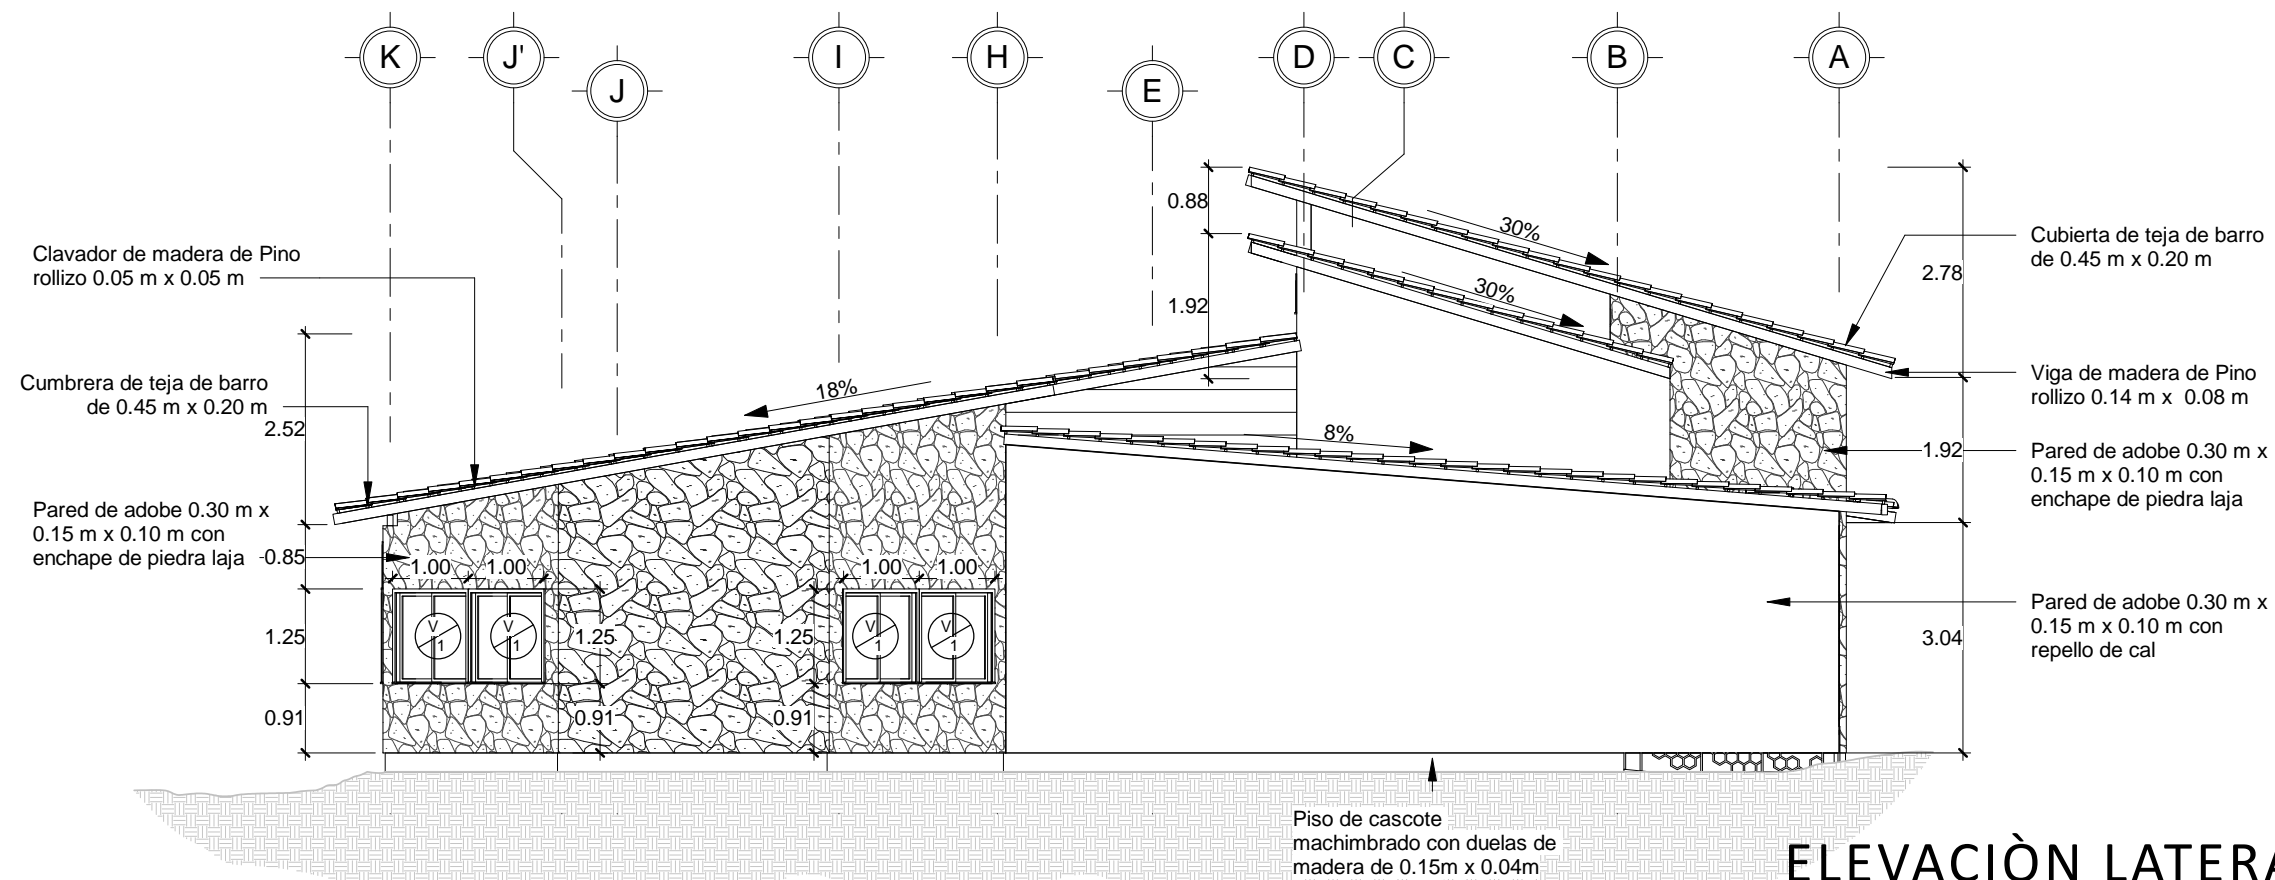 K
J'
J
I
H
E
D
C
B
A
0.88
1.92
30%
30%
18%
8%
Clavador de madera de Pino
rollizo 0.05 m x 0.05 m
Cumbrera de teja de barro
de 0.45 m x 0.20 m
2.52
Pared de adobe 0.30 m x
0.15 m x 0.10 m con
enchape de piedra laja
0.85
1.25
0.91
1.00
1.00
1.00
1.00
V
1
V
1
V
1
V
1
1.25
1.25
0.91
0.91
Cubierta de teja de barro
de 0.45 m x 0.20 m
2.78
Viga de madera de Pino
rollizo 0.14 m x 0.08 m
1.92
Pared de adobe 0.30 m x
0.15 m x 0.10 m con
enchape de piedra laja
3.04
Pared de adobe 0.30 m x
0.15 m x 0.10 m con
repello de cal
Piso de cascote
machimbrado con duelas de
madera de 0.15m x 0.04m
ELEVACIÒN LATERA